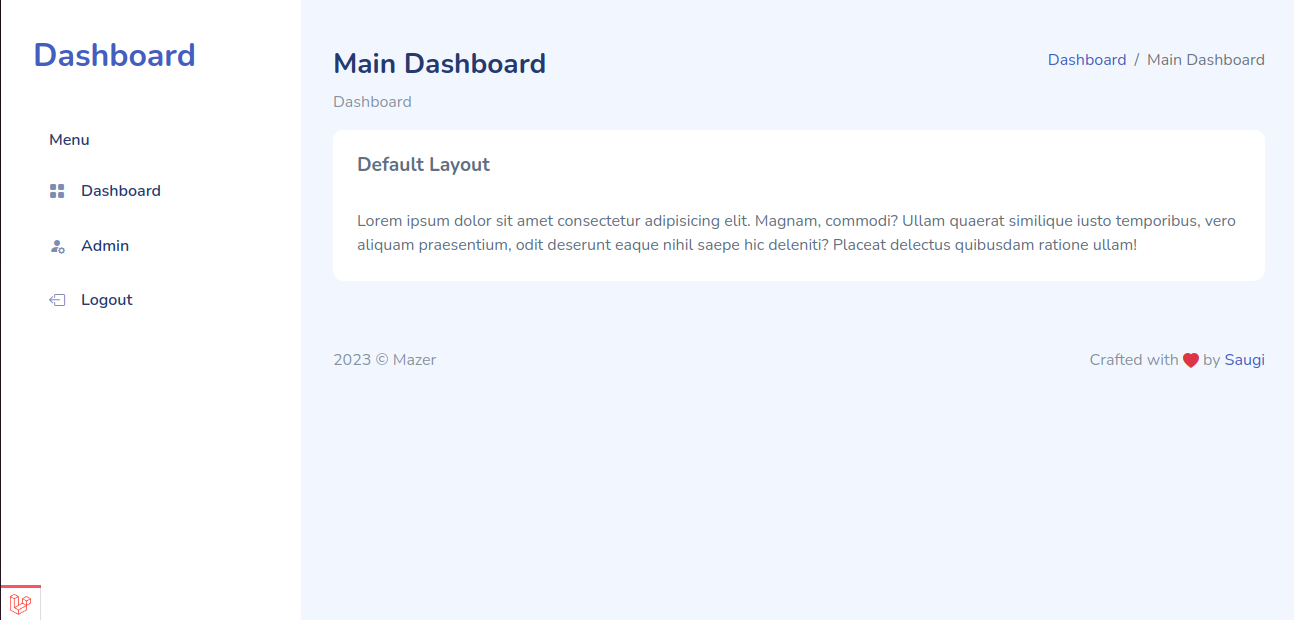 Dashboard
Menu
Dashboard
Admin
Logout
Main Dashboard
Dashboard
Dashboard / Main Dashboard
Default Layout
Lorem ipsum dolor sit amet consectetur adipisicing elit. Magnam, commodi? Ullam quaerat similique iusto temporibus, vero
aliquam praesentium, odit deserunt eaque nihil saepe hic deleniti? Placeat delectus quibusdam ratione ullam!
2023 © Mazer
Crafted with ❤ by Saugi